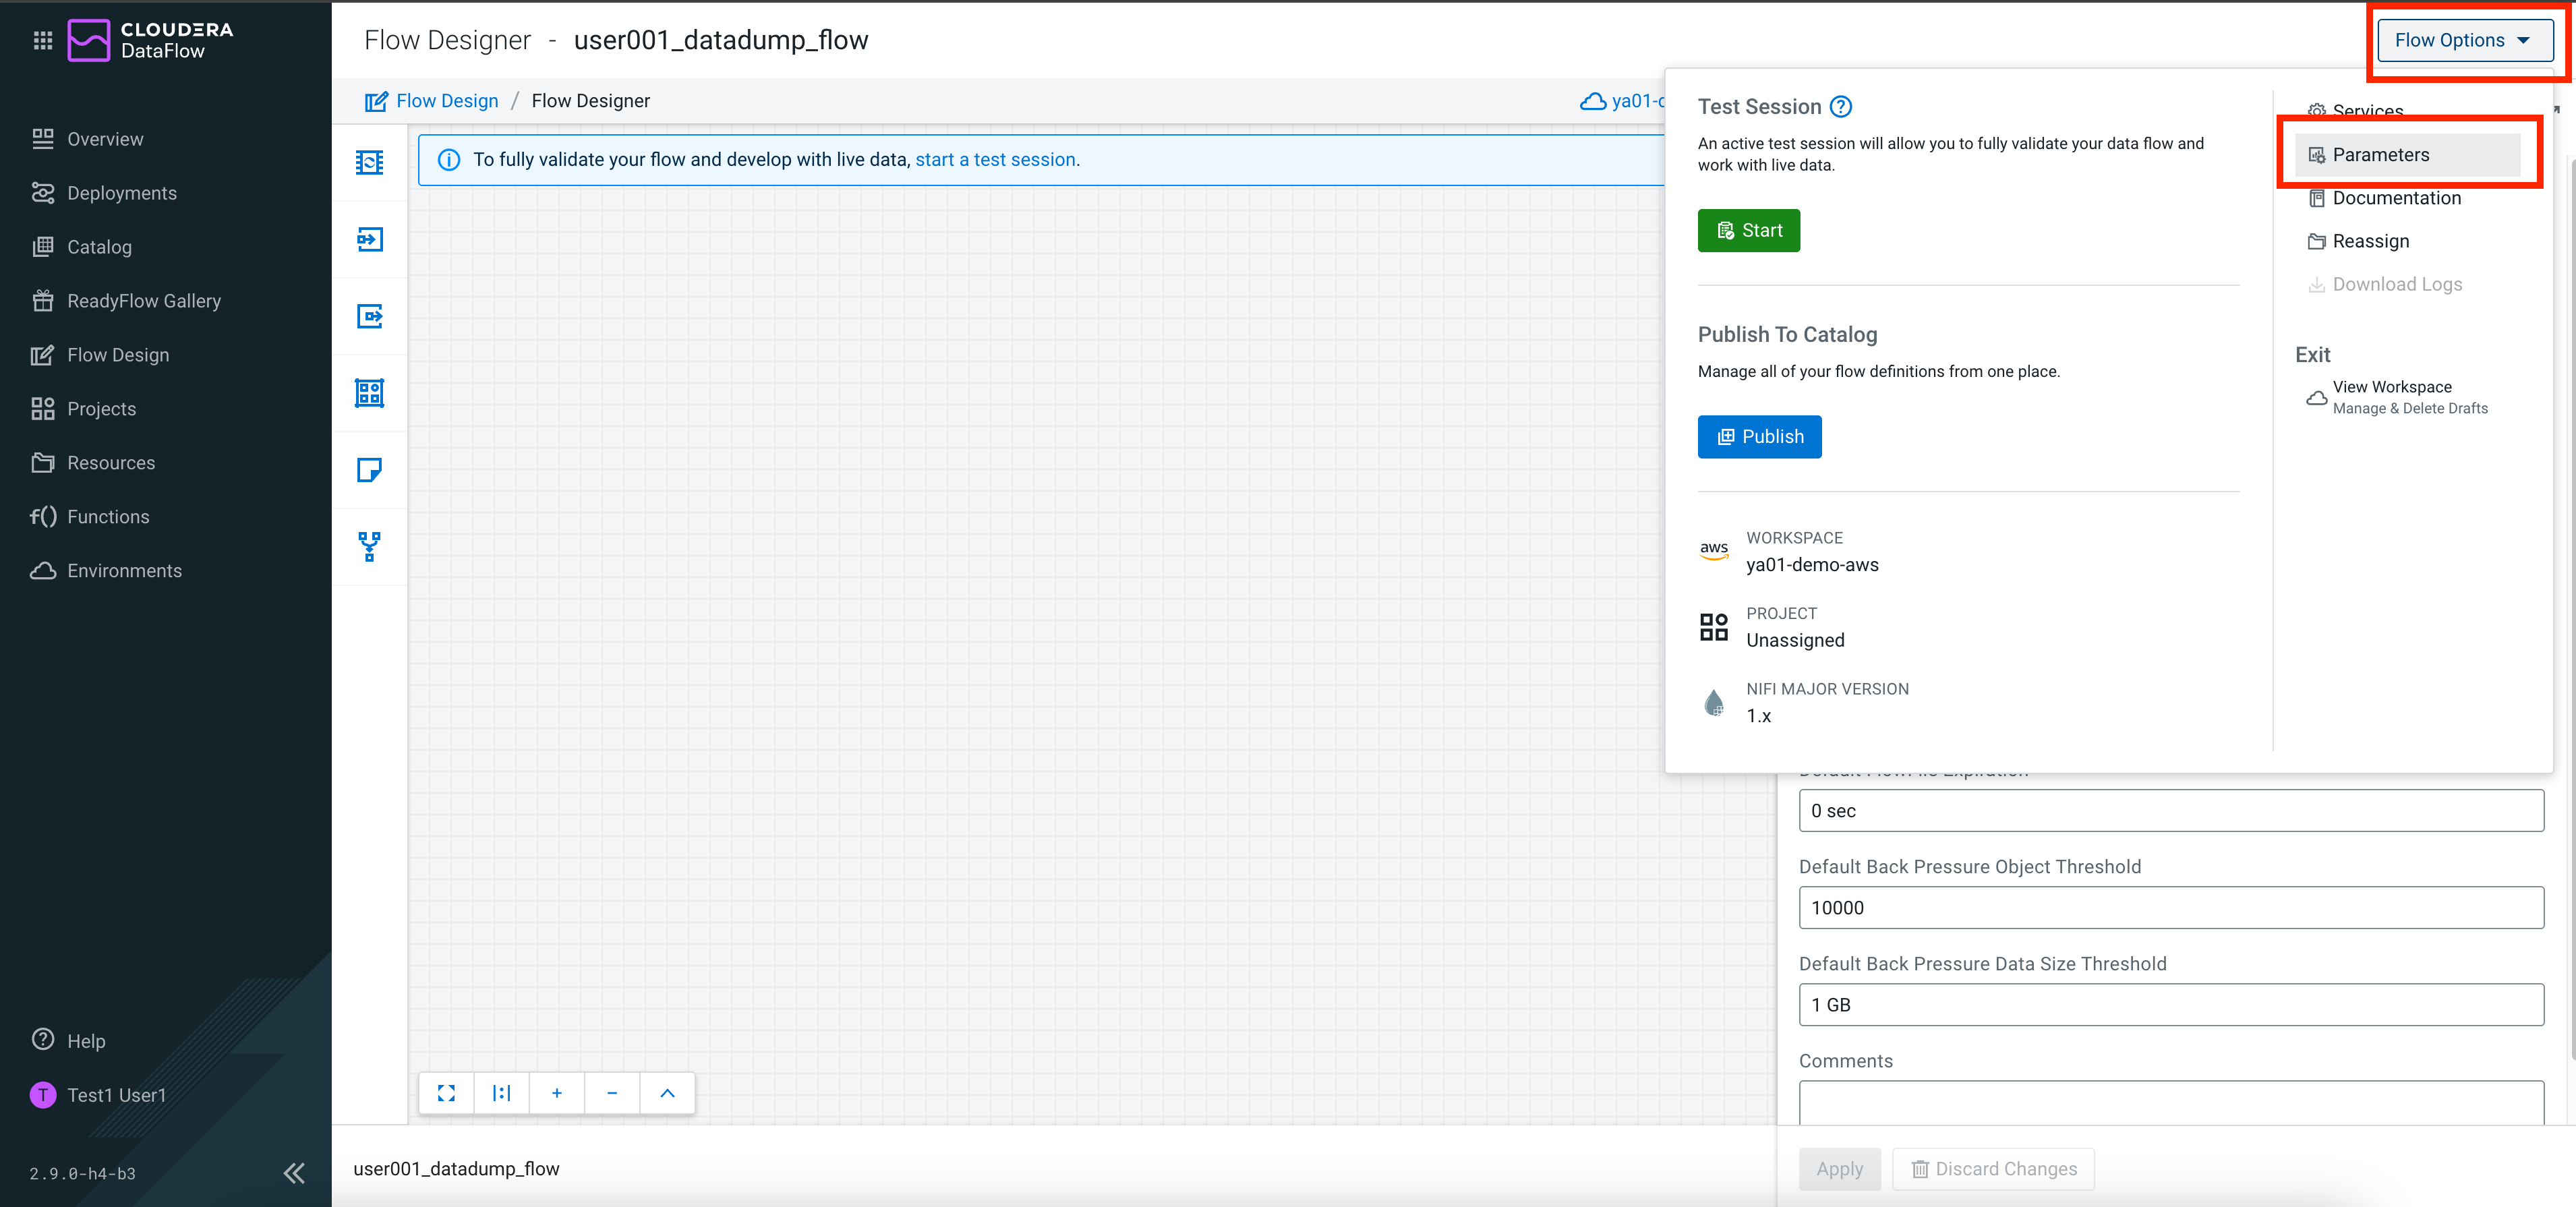 CLOUDERA
DataFlow
Overview
Deployments
Catalog
ReadyFlow Gallery
Flow Design
Projects
Resources
f() Functions
Environments
Help
T Test1 User1
2.9.0-h4-b3
Flow Designer - user001_datadump_flow
Flow Options
Flow Design / Flow Designer
ya01-d
To fully validate your flow and develop with live data, start a test session.
Test Session
An active test session will allow you to fully validate your data flow and
work with live data.
Start
Publish To Catalog
Manage all of your flow definitions from one place.
Publish
aws
WORKSPACE
ya01-demo-aws
PROJECT
Unassigned
NIFI MAJOR VERSION
1.x
Services
Parameters
Documentation
Reassign
Download Logs
Exit
View Workspace
Manage & Delete Drafts
Default FlowFile Expiration
0 sec
Default Back Pressure Object Threshold
10000
Default Back Pressure Data Size Threshold
1 GB
Comments
Apply
Discard Changes
user001_datadump_flow